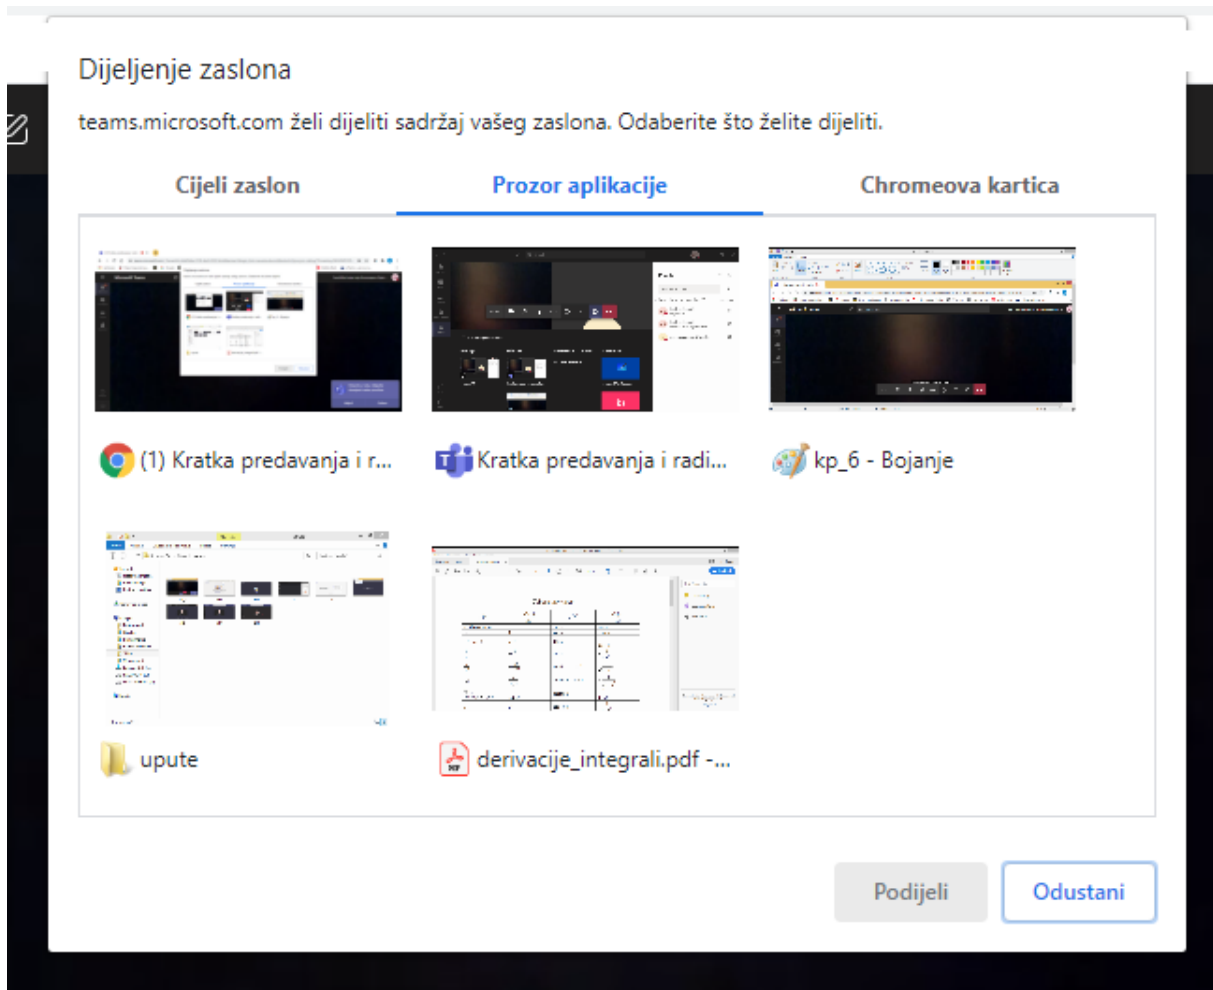 Dijeljenje zaslona
teams.microsoft.com želi dijeliti sadržaj vašeg zaslona. Odaberite što želite dijeliti.
Cijeli zaslon
Prozor aplikacije
Chromeova kartica
(1) Kratka predavanja i r...
Kratka predavanja i radi...
kp_6 - Bojanje
upute
derivacije_integrali.pdf -...
Podijeli
Odustani